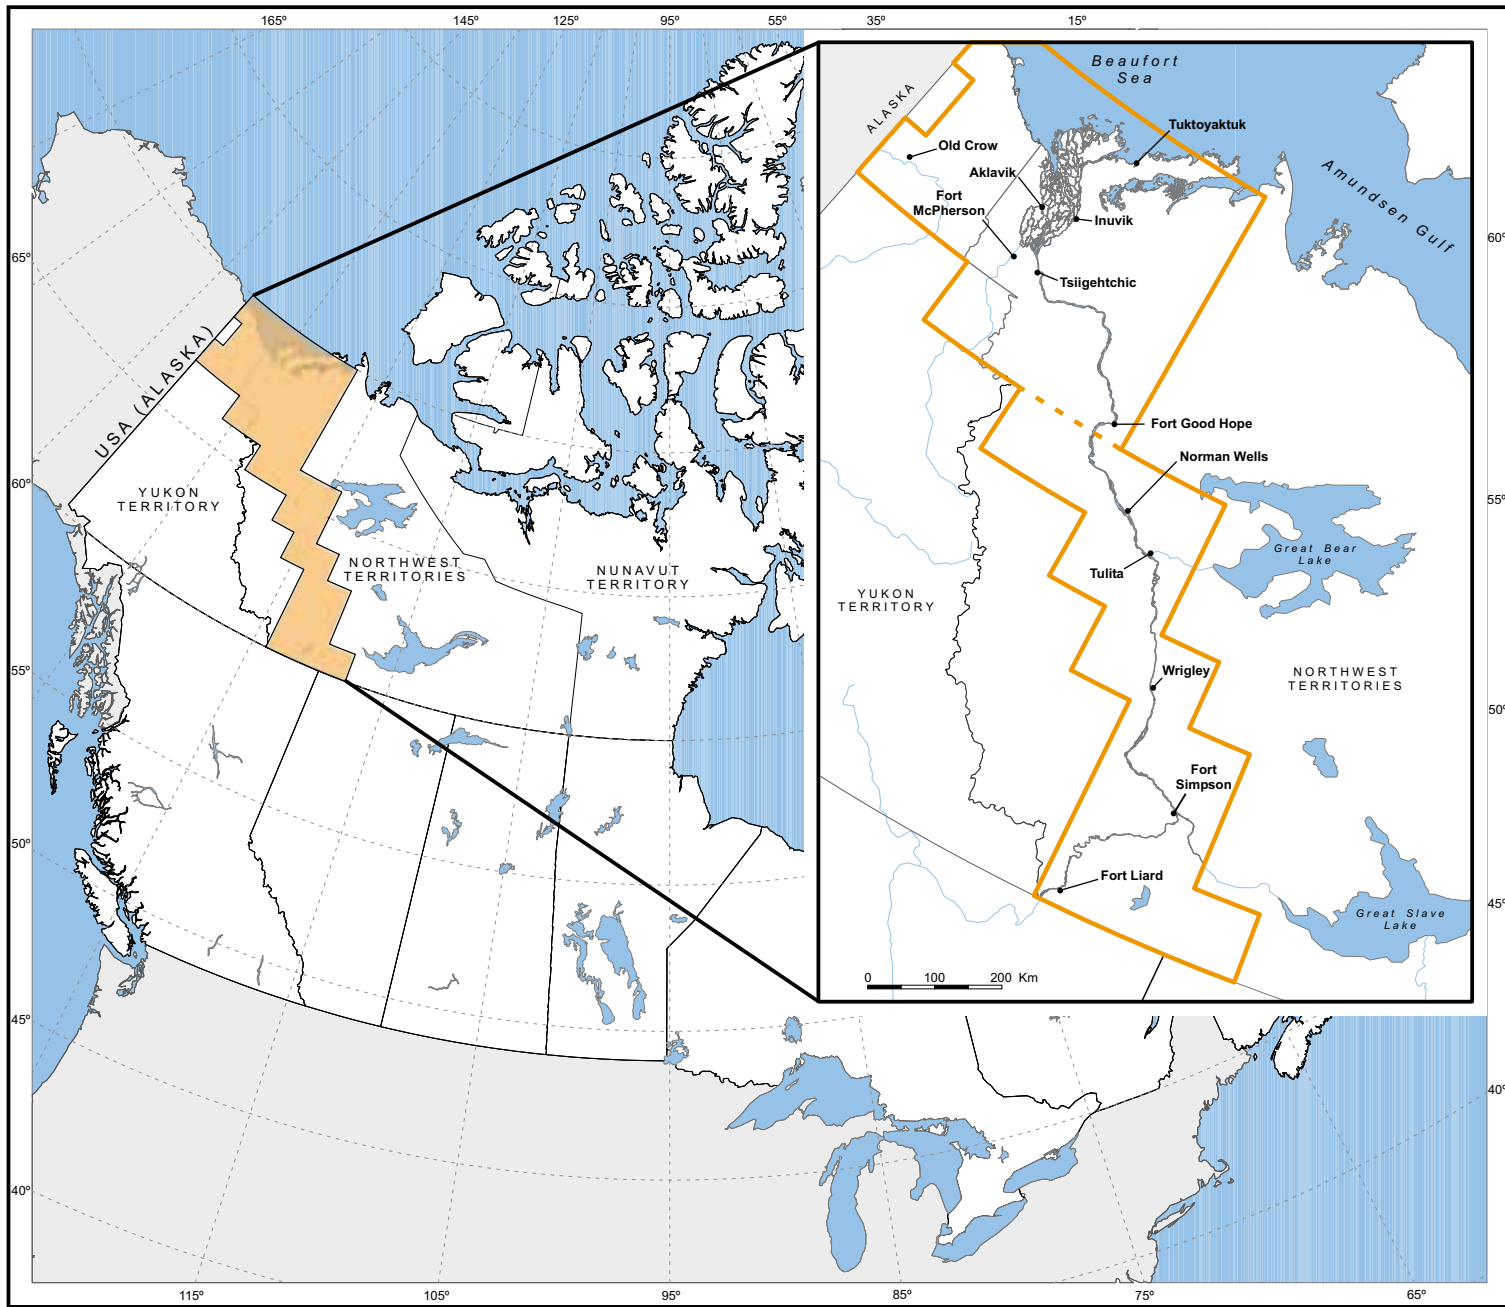 165º
145º
125º
95º
55º
35º
15º
65º
60º
55º
50º
45º
40º
USA (ALASKA)
YUKON
TERRITORY
NORTHWEST
TERRITORIES
NUNAVUT
TERRITORY
ALASKA
Beaufort
Sea
Amundsen Gulf
Tuktoyaktuk
Old Crow
Aklavik
Fort
McPherson
Inuvik
Tsiigehtchic
Fort Good Hope
Norman Wells
Great Bear
Lake
Tulita
YUKON
TERRITORY
Wrigley
NORTHWEST
TERRITORIES
Fort
Simpson
Fort Liard
Great Slave
Lake
0 100 200 Km
60º
55º
50º
45º
40º
115º
105º
95º
85º
75º
65º